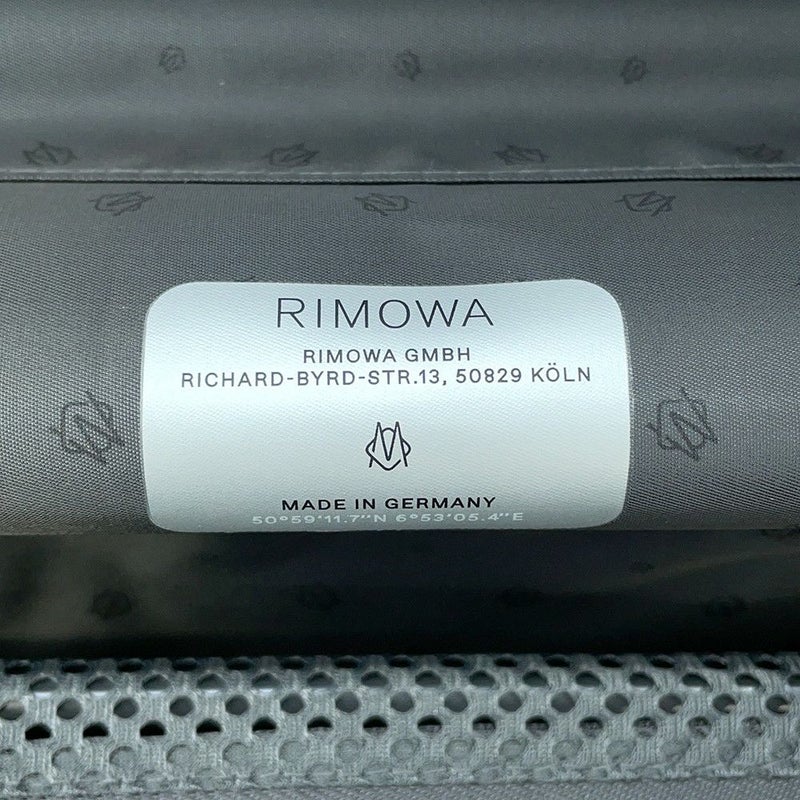 RIMOWA
RIMOWA GMBH
RICHARD-BYRD-STR.13, 50829 KÖLN
MADE IN GERMANY
50°59'11.7"N 6°53'05.4"E